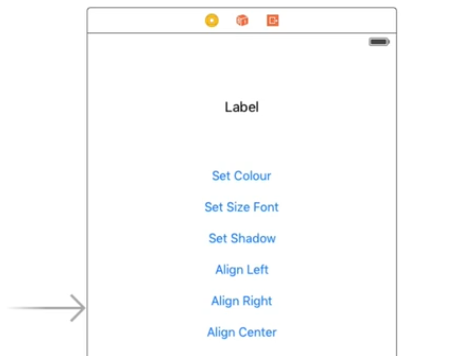 Label
Set Colour
Set Size Font
Set Shadow
Align Left
Align Right
Align Center